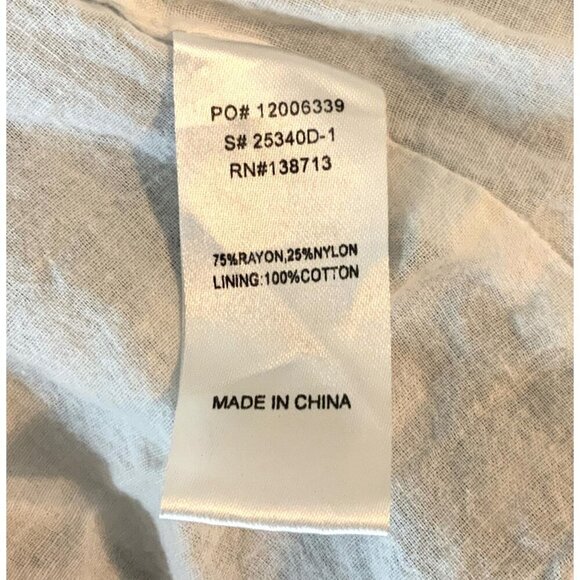 PO# 12006339
S# 25340D-1
RN#138713
75%RAYON,25%NYLON
LINING:100%COTTON
MADE IN CHINA